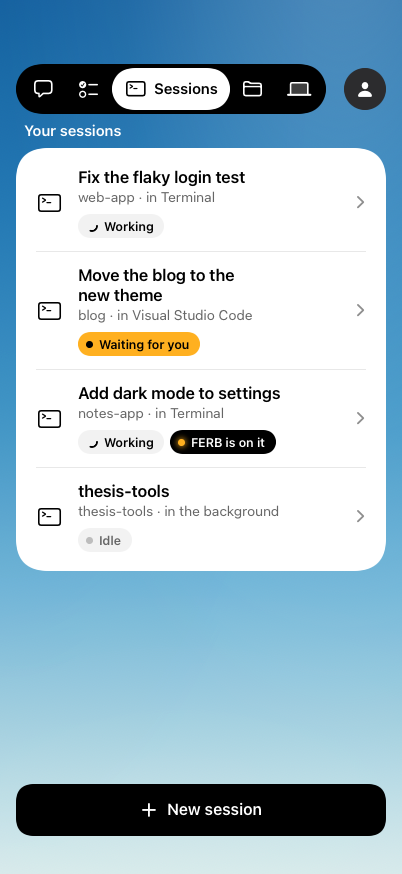 Sessions
Your sessions
Fix the flaky login test
web-app · in Terminal
Working
Move the blog to the
new theme
blog · in Visual Studio Code
Waiting for you
Add dark mode to settings
notes-app · in Terminal
Working
FERB is on it
thesis-tools
thesis-tools · in the background
Idle
New session